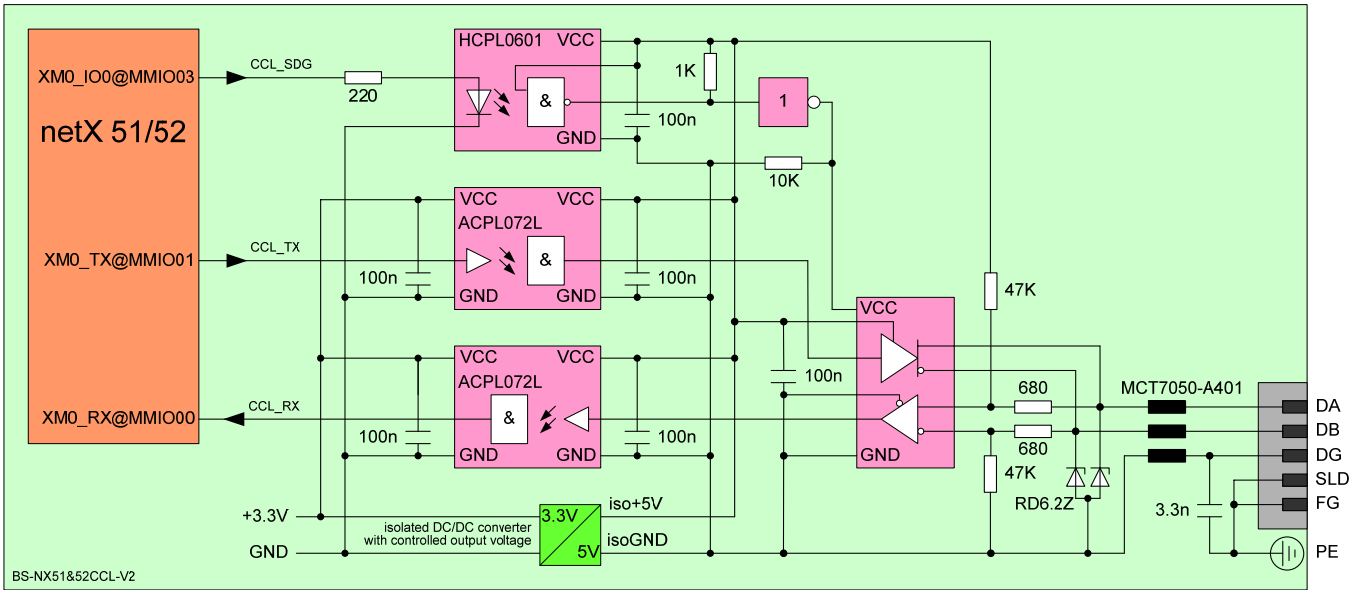 HCPL0601
VCC
XM0_IO0@MMIO03
CCL_SDG
220
&
1K
1
100n
GND
netX 51/52
10K
VCC
VCC
ACPL072L
XM0_TX@MMIO01
CCL_TX
&
100n
100n
GND
GND
47K
VCC
VCC
VCC
ACPL072L
100n
680
MCT7050-A401
XM0_RX@MMIO00
CCL_RX
&
DA
100n
100n
DB
GND
GND
GND
680
DG
47K
SLD
RD6.2Z
FG
3.3n
+3.3V
3.3V
iso+5V
isolated DC/DC converter
with controlled output voltage
GND
5V
isoGND
PE
BS-NX51&52CCL-V2